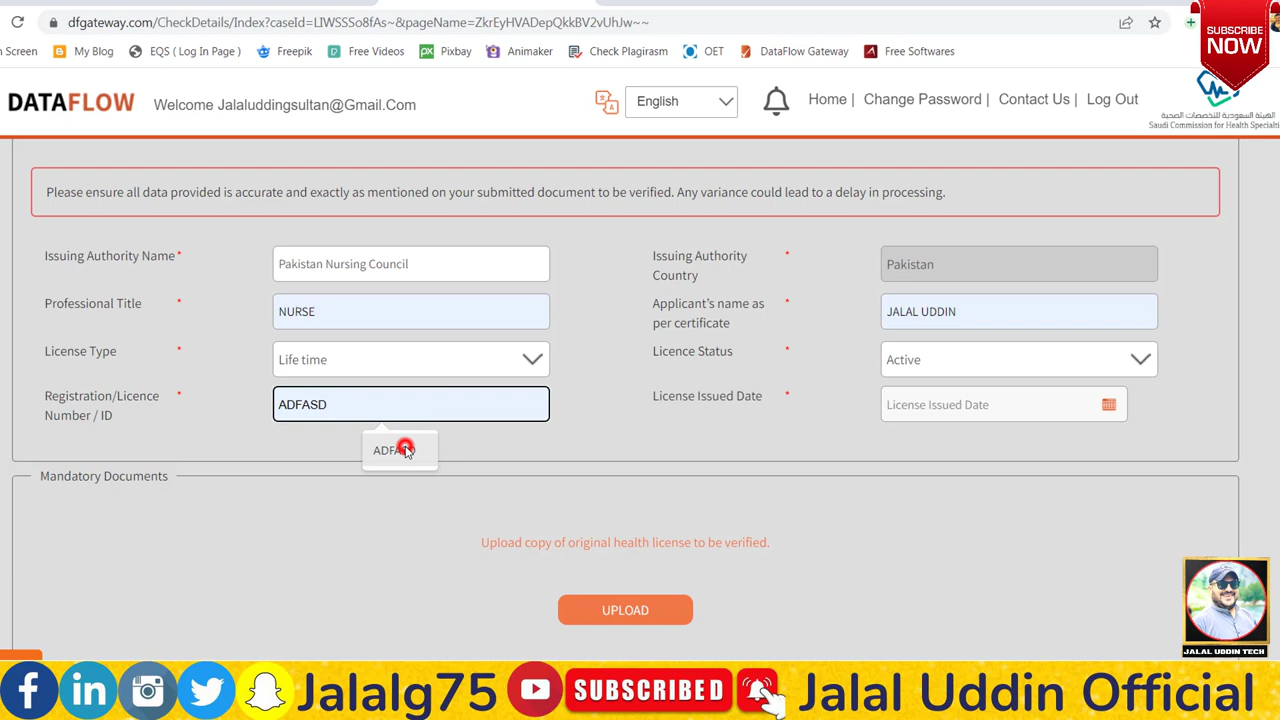 dfgateway.com/CheckDetails/Index?caseId=LIWSSSo8fAs~&pageName=ZkrEyHVADepQkkBV2vUhJw~~
SUBSCRIBE
NOW
n Screen My Blog EQS ( Log In Page ) Freepik Free Videos Pixbay Animaker Check Plagirasm OET DataFlow Gateway Free Softwares
DATAFLOW Welcome Jalaluddingsultan@Gmail.Com English Home | Change Password | Contact Us | Log Out
الهيئة السعودية للتخصصات الصحية
Saudi Commission for Health Specialti
Please ensure all data provided is accurate and exactly as mentioned on your submitted document to be verified. Any variance could lead to a delay in processing.
Issuing Authority Name* Pakistan Nursing Council
Issuing Authority Country * Pakistan
Professional Title * NURSE
Applicant's name as per certificate * JALAL UDDIN
License Type * Life time
Licence Status * Active
Registration/Licence Number / ID * ADFASD
License Issued Date * License Issued Date
Mandatory Documents
Upload copy of original health license to be verified.
UPLOAD
JALAL UDDIN TECH
Jalalg75 SUBSCRIBED Jalal Uddin Official